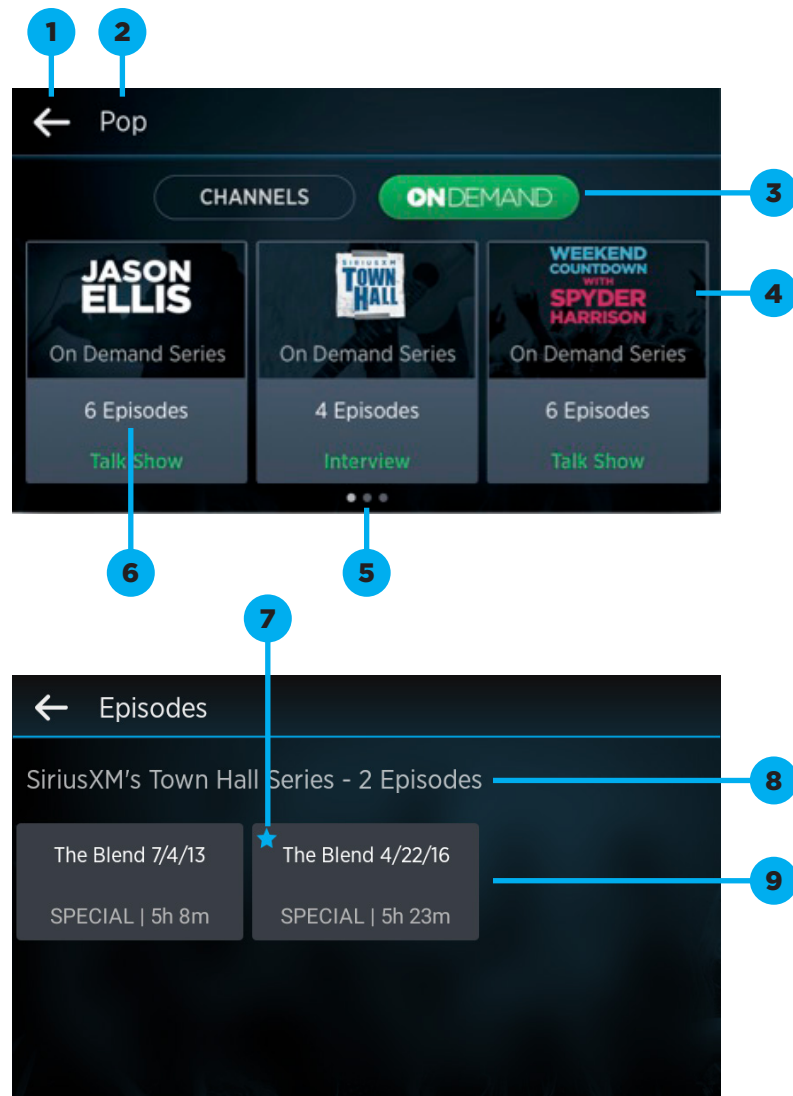 1
2
Pop
CHANNELS
ONDEMAND
3
JASON
ELLIS
On Demand Series
6 Episodes
Talk Show
SIRIUSXM
TOWN
HALL
On Demand Series
4 Episodes
Interview
WEEKEND
COUNTDOWN
WITH
SPYDER
HARRISON
On Demand Series
6 Episodes
Talk Show
4
6
5
7
Episodes
SiriusXM's Town Hall Series - 2 Episodes
8
The Blend 7/4/13
SPECIAL | 5h 8m
The Blend 4/22/16
SPECIAL | 5h 23m
9